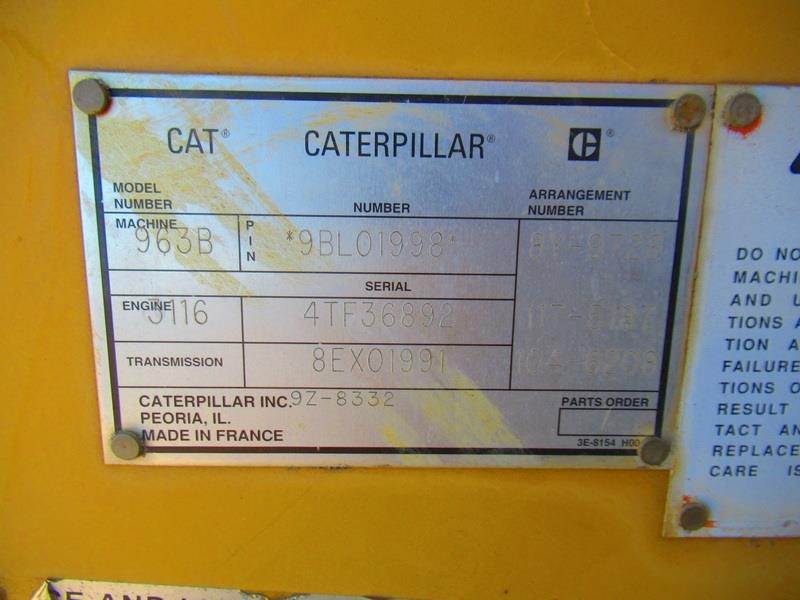 CAT® CATERPILLAR® ®
MODEL NUMBER NUMBER ARRANGEMENT NUMBER
MACHINE 963B PIN *9BL01998*
SERIAL
ENGINE 3116 4TF36892
TRANSMISSION 8EX01991
CATERPILLAR INC. 9Z-8332 PARTS ORDER
PEORIA, IL.
MADE IN FRANCE 3E-8154
DO NO
MACHI
AND U
TIONS A
TION A
FAILURE
TIONS O
RESULT
TACT AN
REPLACE
CARE IS